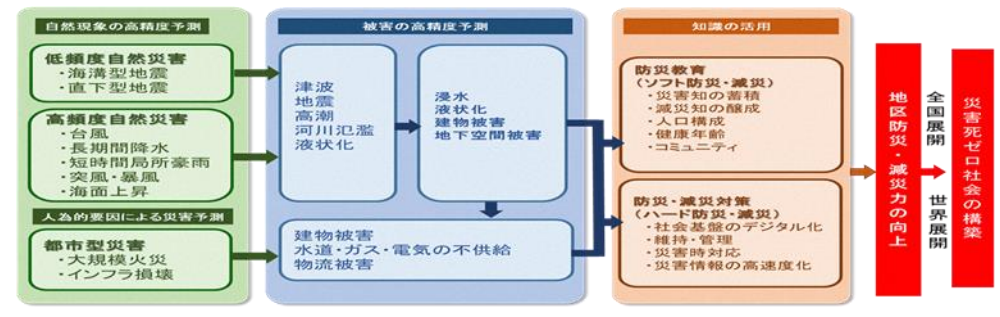 自然現象の高精度予測
低頻度自然災害
・海溝型地震
・直下型地震
高頻度自然災害
・台風
・長期間降水
・短時間局所豪雨
・突風・暴風
・海面上昇
人為的要因による災害予測
都市型災害
・大規模火災
・インフラ損壊
被害の高精度予測
津波
地震
高潮
河川氾濫
液状化
浸水
液状化
建物被害
地下空間被害
建物被害
水道・ガス・電気の不供給
物流被害
知識の活用
防災教育
(ソフト防災・減災)
・災害知の蓄積
・減災知の醸成
・人口構成
・健康年齢
・コミュニティ
防災・減災対策
(ハード防災・減災)
・社会基盤のデジタル化
・維持・管理
・災害時対応
・災害情報の高速度化
地区防災・減災力の向上
全国展開
世界展開
災害死ゼロ社会の構築